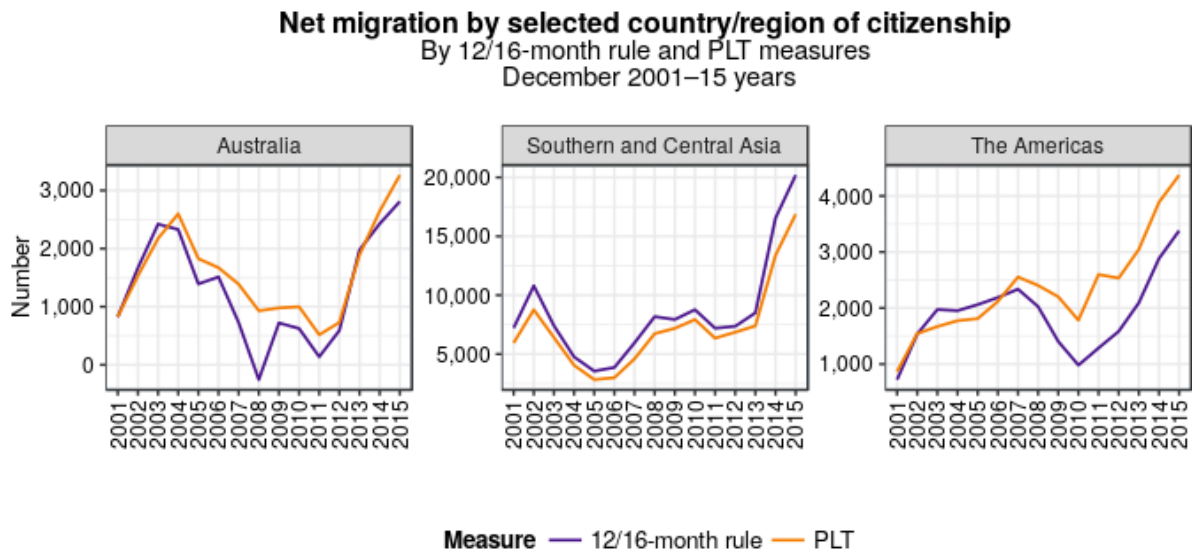 Net migration by selected country/region of citizenship
By 12/16-month rule and PLT measures
December 2001–15 years
Australia
Southern and Central Asia
The Americas
Number
3,000
2,000
1,000
0
20,000
15,000
10,000
5,000
4,000
3,000
2,000
1,000
2001 2002 2003 2004 2005 2006 2007 2008 2009 2010 2011 2012 2013 2014 2015
2001 2002 2003 2004 2005 2006 2007 2008 2009 2010 2011 2012 2013 2014 2015
2001 2002 2003 2004 2005 2006 2007 2008 2009 2010 2011 2012 2013 2014 2015
Measure 12/16-month rule PLT